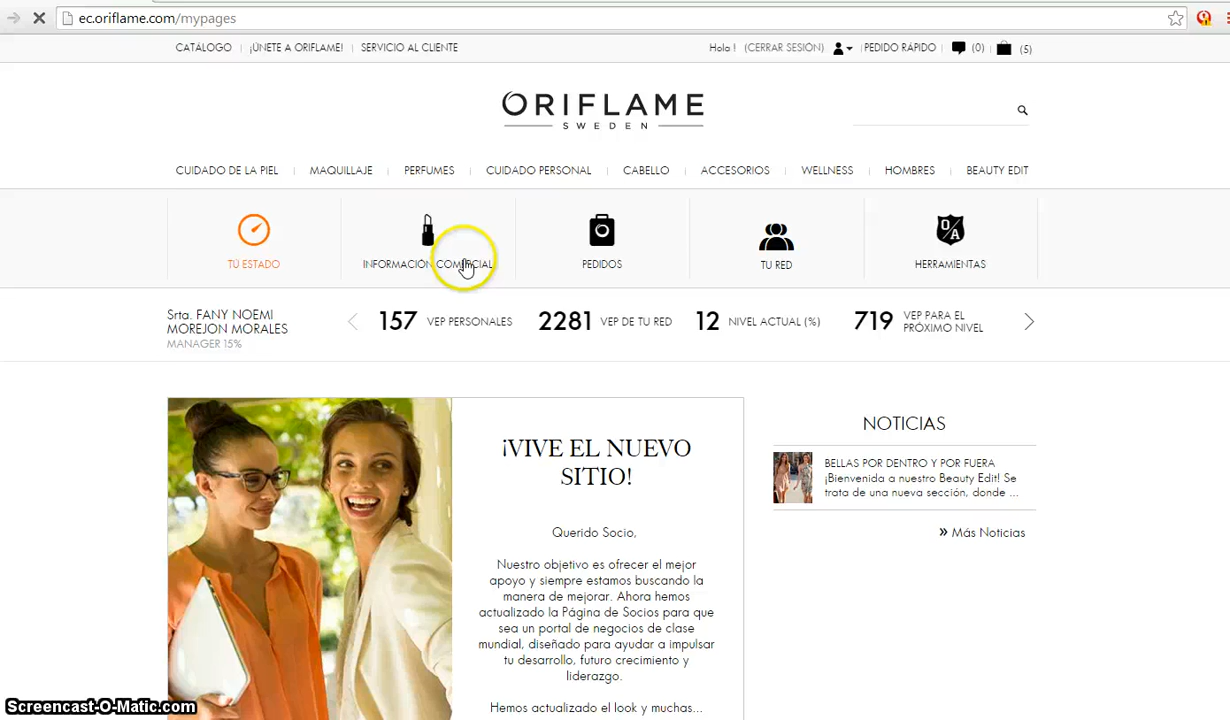 ec.oriflame.com/mypages
CATÁLOGO ¡ÚNETE A ORIFLAME! SERVICIO AL CLIENTE Hola ! (CERRAR SESIÓN) PEDIDO RÁPIDO (0) (5)
ORIFLAME
SWEDEN
CUIDADO DE LA PIEL MAQUILLAJE PERFUMES CUIDADO PERSONAL CABELLO ACCESORIOS WELLNESS HOMBRES BEAUTY EDIT
TÚ ESTADO INFORMACIÓN COMERCIAL PEDIDOS TU RED HERRAMIENTAS
Srta. FANY NOEMI
MOREJON MORALES
MANAGER 15%
157 VEP PERSONALES 2281 VEP DE TU RED 12 NIVEL ACTUAL (%) 719 VEP PARA EL
PRÓXIMO NIVEL
¡VIVE EL NUEVO
SITIO!
Querido Socio,
Nuestro objetivo es ofrecer el mejor
apoyo y siempre estamos buscando la
manera de mejorar. Ahora hemos
actualizado la Página de Socios para que
sea un portal de negocios de clase
mundial, diseñado para ayudar a impulsar
tu desarrollo, futuro crecimiento y
liderazgo.
Hemos actualizado el look y muchas...
NOTICIAS
BELLAS POR DENTRO Y POR FUERA
¡Bienvenida a nuestro Beauty Edit! Se
trata de una nueva sección, donde ...
» Más Noticias
Screencast-O-Matic.com